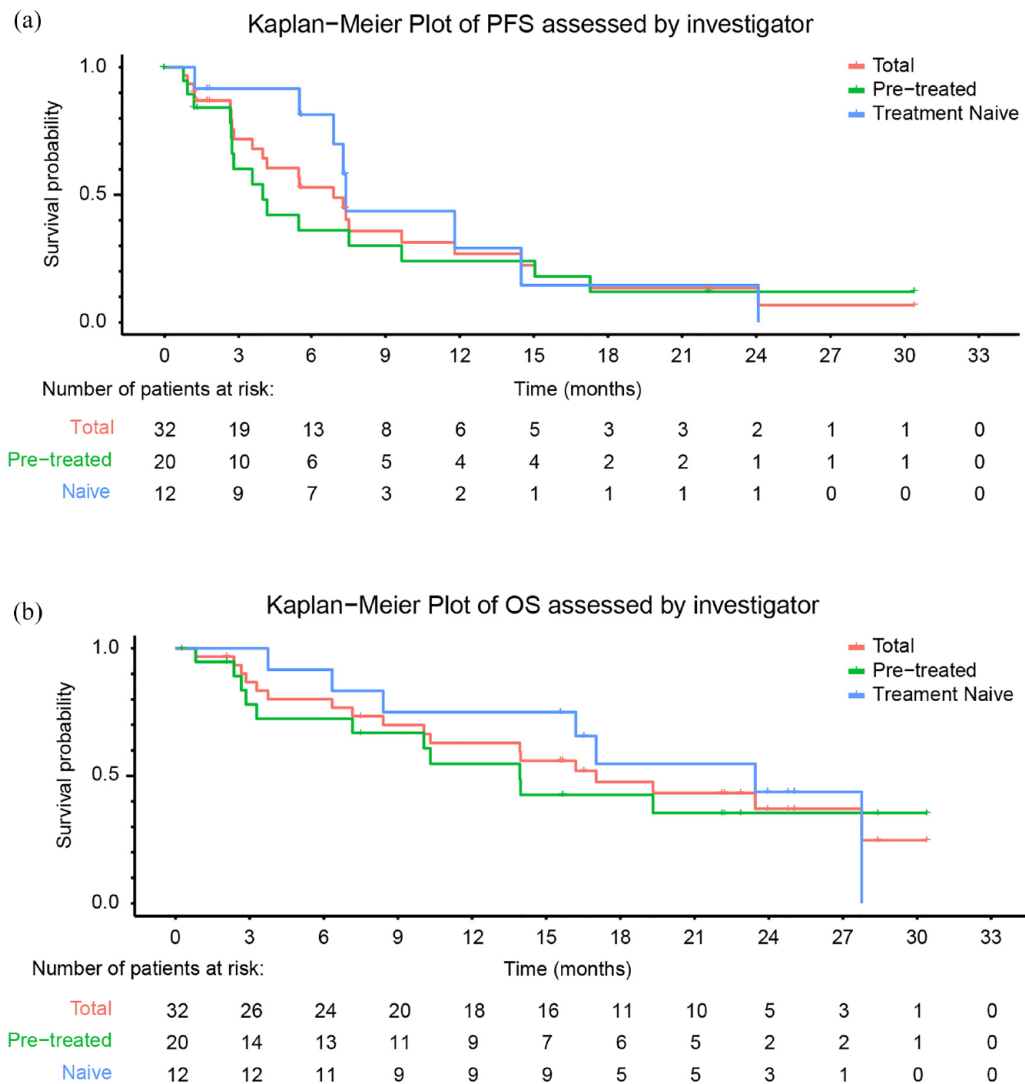 (a)
Kaplan−Meier Plot of PFS assessed by investigator
Total
Pre−treated
Treatment Naive
Survival probability
1.0
0.5
0.0
0 3 6 9 12 15 18 21 24 27 30 33
Number of patients at risk: Time (months)
Total 32 19 13 8 6 5 3 3 2 1 1 0
Pre−treated 20 10 6 5 4 4 2 2 1 1 1 0
Naive 12 9 7 3 2 1 1 1 1 0 0 0
(b)
Kaplan−Meier Plot of OS assessed by investigator
Total
Pre−treated
Treament Naive
Survival probability
1.0
0.5
0.0
0 3 6 9 12 15 18 21 24 27 30 33
Number of patients at risk: Time (months)
Total 32 26 24 20 18 16 11 10 5 3 1 0
Pre−treated 20 14 13 11 9 7 6 5 2 2 1 0
Naive 12 12 11 9 9 9 5 5 3 1 0 0